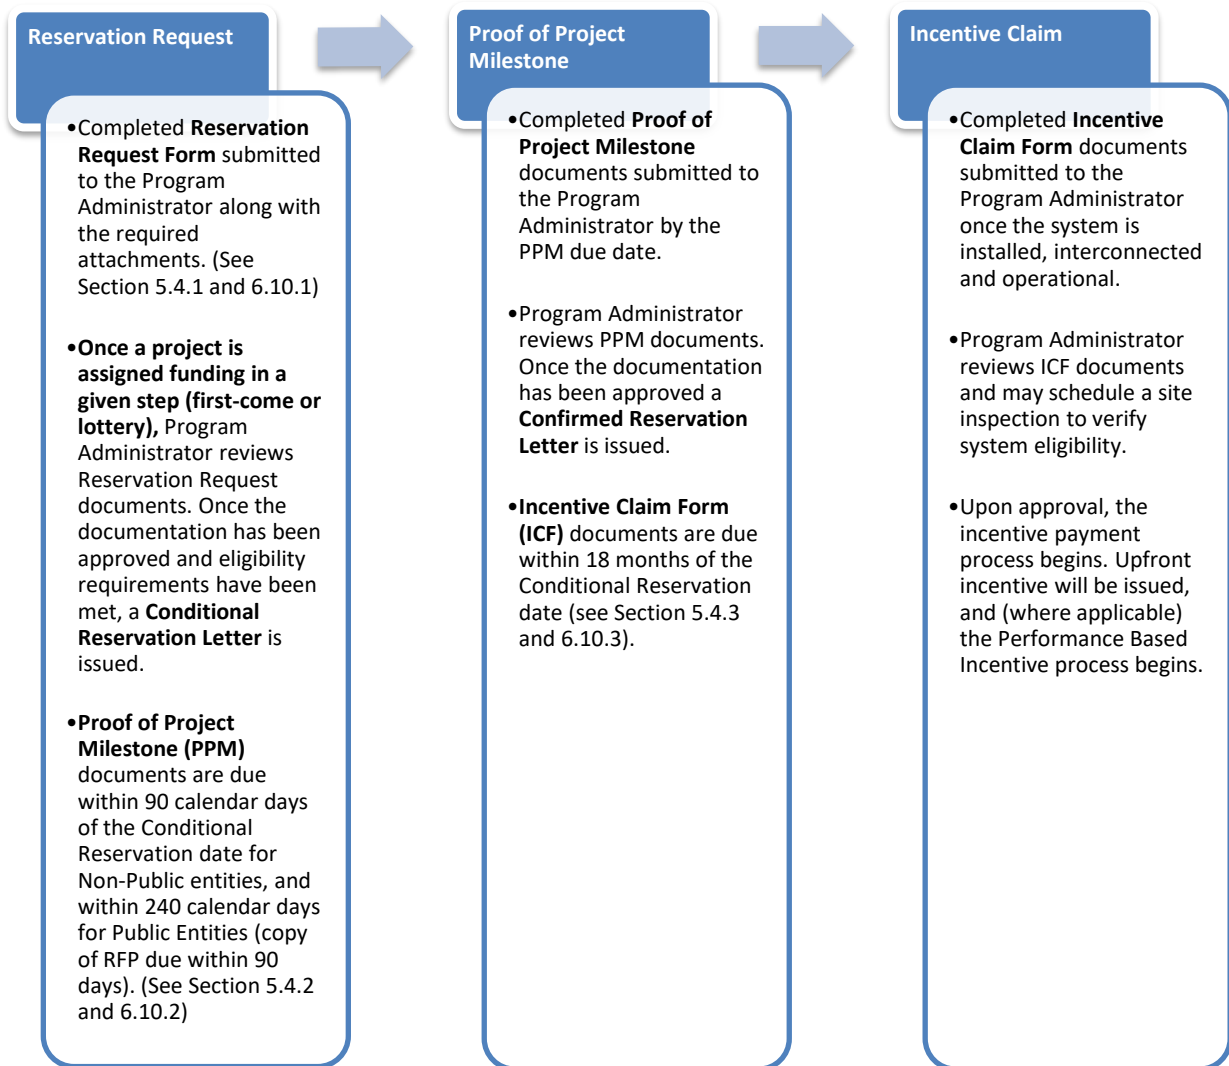 Reservation Request
•Completed Reservation
Request Form submitted
to the Program
Administrator along with
the required
attachments. (See
Section 5.4.1 and 6.10.1)
•Once a project is
assigned funding in a
given step (first-come or
lottery), Program
Administrator reviews
Reservation Request
documents. Once the
documentation has been
approved and eligibility
requirements have been
met, a Conditional
Reservation Letter is
issued.
•Proof of Project
Milestone (PPM)
documents are due
within 90 calendar days
of the Conditional
Reservation date for
Non-Public entities, and
within 240 calendar days
for Public Entities (copy
of RFP due within 90
days). (See Section 5.4.2
and 6.10.2)
Proof of Project
Milestone
•Completed Proof of
Project Milestone
documents submitted to
the Program
Administrator by the
PPM due date.
•Program Administrator
reviews PPM documents.
Once the documentation
has been approved a
Confirmed Reservation
Letter is issued.
•Incentive Claim Form
(ICF) documents are due
within 18 months of the
Conditional Reservation
date (see Section 5.4.3
and 6.10.3).
Incentive Claim
•Completed Incentive
Claim Form documents
submitted to the
Program Administrator
once the system is
installed, interconnected
and operational.
•Program Administrator
reviews ICF documents
and may schedule a site
inspection to verify
system eligibility.
•Upon approval, the
incentive payment
process begins. Upfront
incentive will be issued,
and (where applicable)
the Performance Based
Incentive process begins.